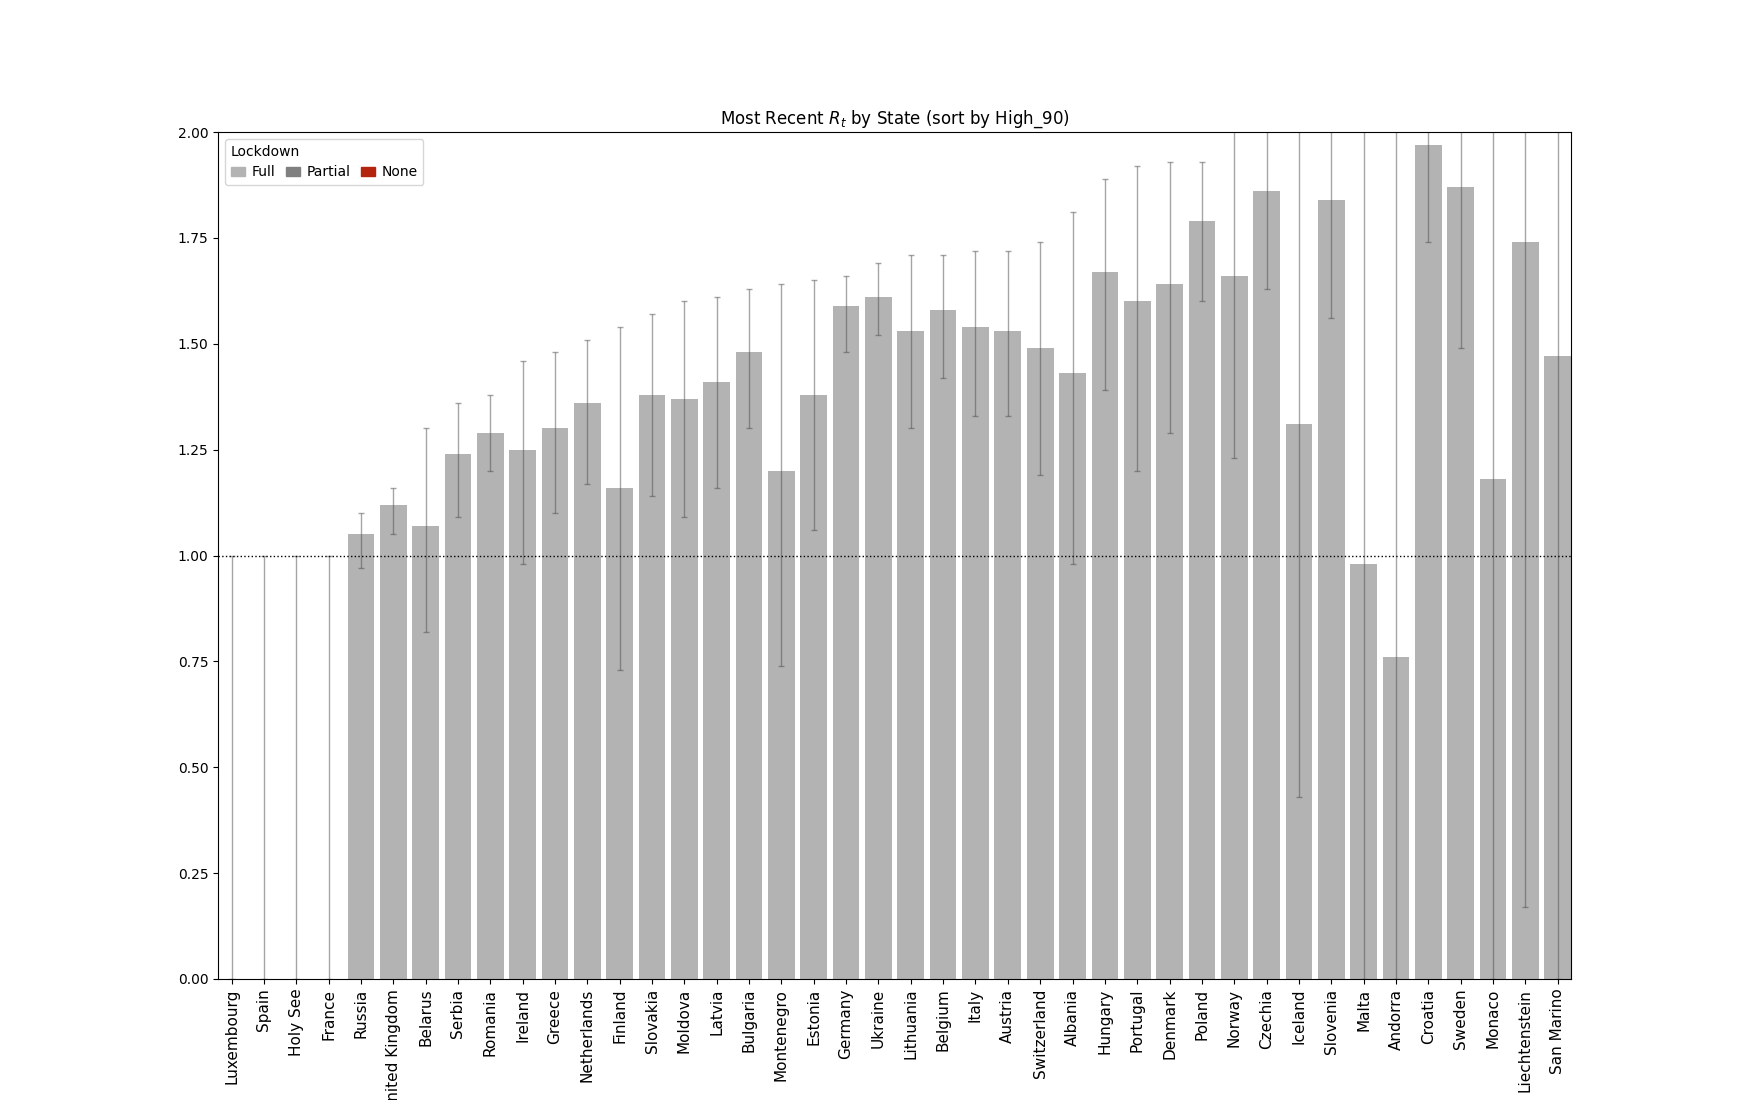 Most Recent R_t by State (sort by High_90)
Lockdown
Full Partial None
2.00
1.75
1.50
1.25
1.00
0.75
0.50
0.25
0.00
Luxembourg
Spain
Holy See
France
Russia
nited Kingdom
Belarus
Serbia
Romania
Ireland
Greece
Netherlands
Finland
Slovakia
Moldova
Latvia
Bulgaria
Montenegro
Estonia
Germany
Ukraine
Lithuania
Belgium
Italy
Austria
Switzerland
Albania
Hungary
Portugal
Denmark
Poland
Norway
Czechia
Iceland
Slovenia
Malta
Andorra
Croatia
Sweden
Monaco
Liechtenstein
San Marino